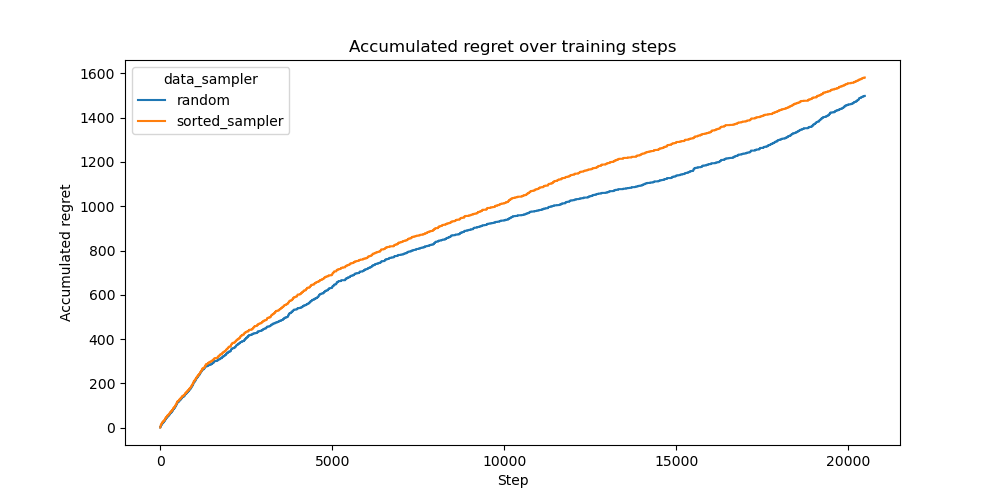 Accumulated regret over training steps
data_sampler
random
sorted_sampler
Accumulated regret
1600
1400
1200
1000
800
600
400
200
0
0 5000 10000 15000 20000
Step